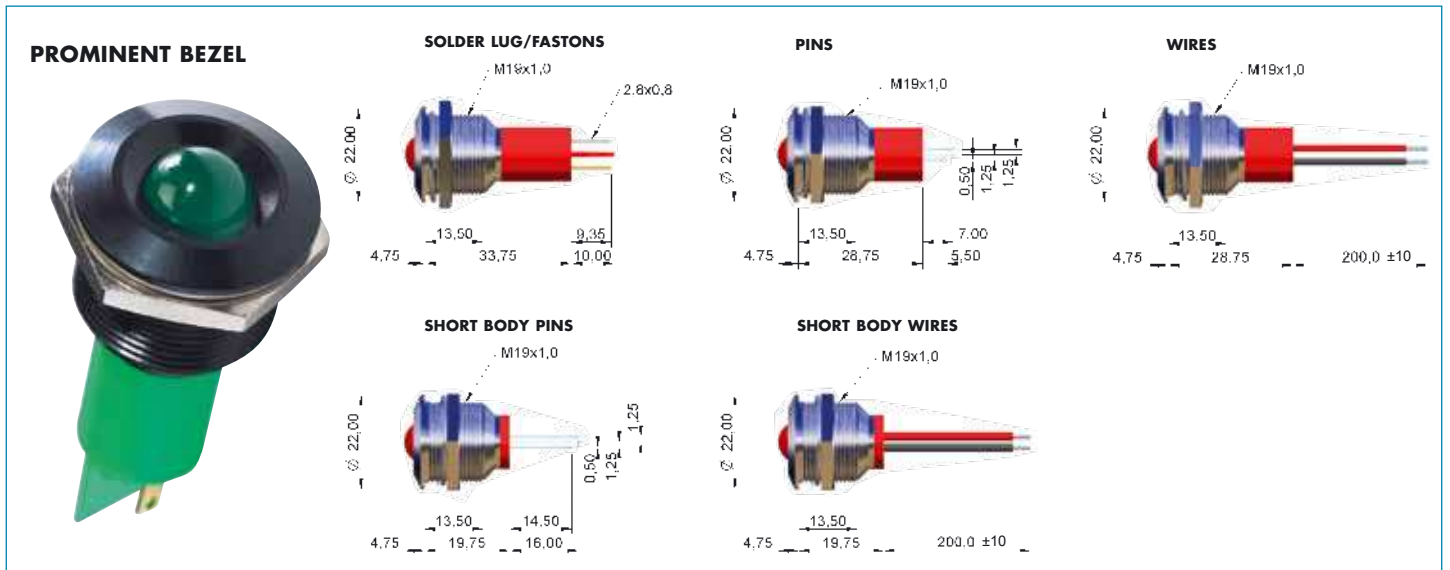 PROMINENT BEZEL
SOLDER LUG/FASTONS
M19x1,0
2.8x0,8
Ø 22,00
13,50
9,35
4,75
33,75
10,00
PINS
M19x1,0
Ø 22,00
0,50
1,25
1,25
13,50
7,00
4,75
28,75
5,50
WIRES
M19x1,0
Ø 22,00
13,50
4,75
28,75
200,0 ±10
SHORT BODY PINS
M19x1,0
Ø 22,00
0,50
1,25
1,25
13,50
14,50
4,75
19,75
16,00
SHORT BODY WIRES
M19x1,0
Ø 22,00
13,50
4,75
19,75
200,0 ±10